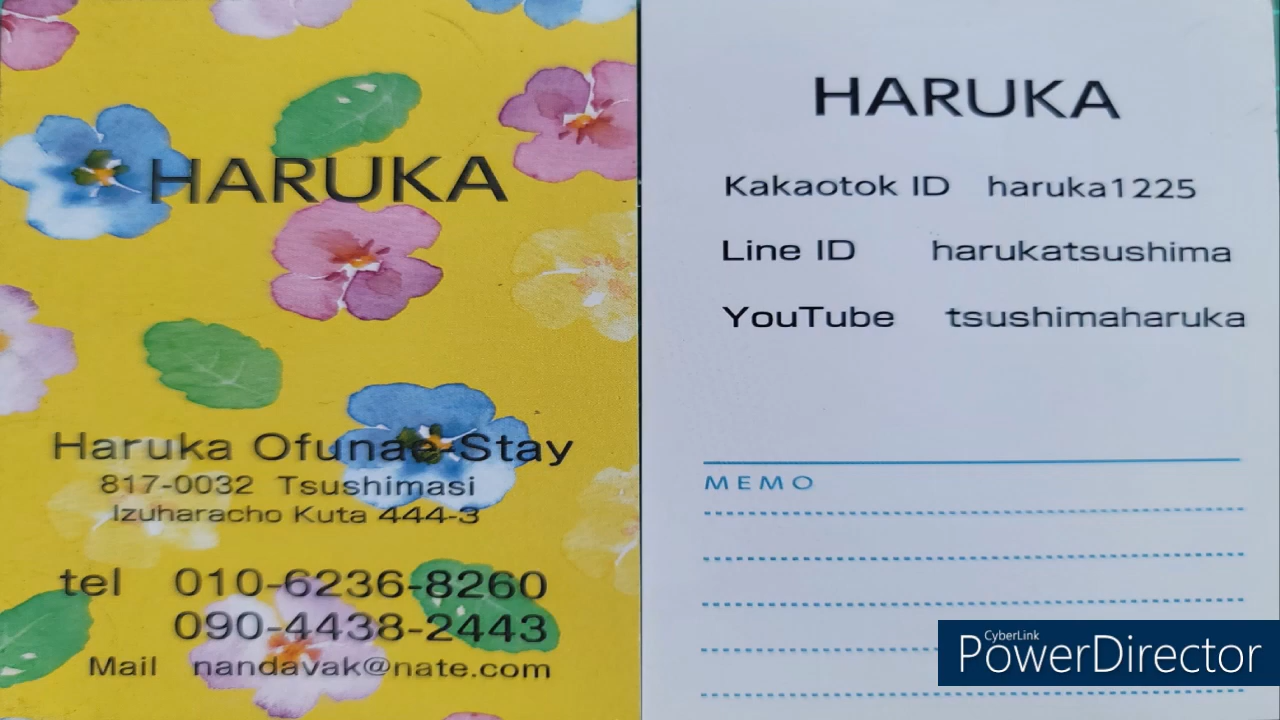 HARUKA
Haruka Ofunae-Stay
817-0032 Tsushimasi
Izuharacho Kuta 444-3
tel 010-6236-8260
090-4438-2443
Mail nandavak@nate.com
HARUKA
Kakaotok ID haruka1225
Line ID harukatsushima
YouTube tsushimaharuka
MEMO
CyberLink
PowerDirector